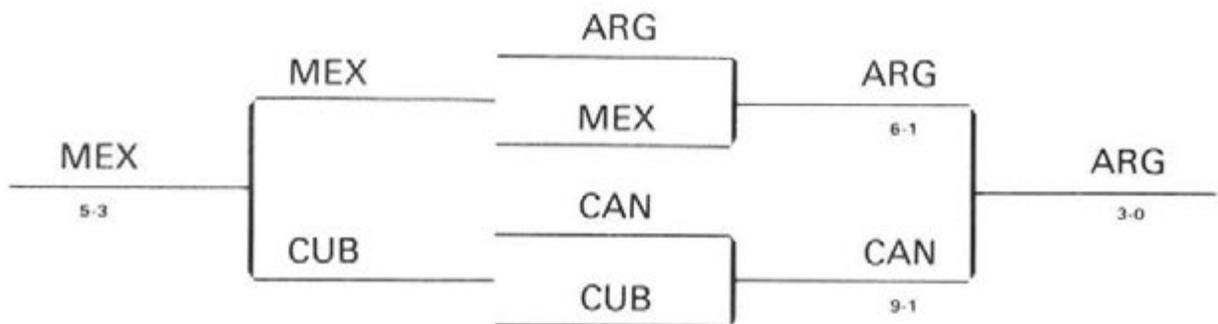 ARG
MEX
ARG
MEX
6-1
MEX
ARG
5-3
CAN
3-0
CUB
CAN
CUB
9-1